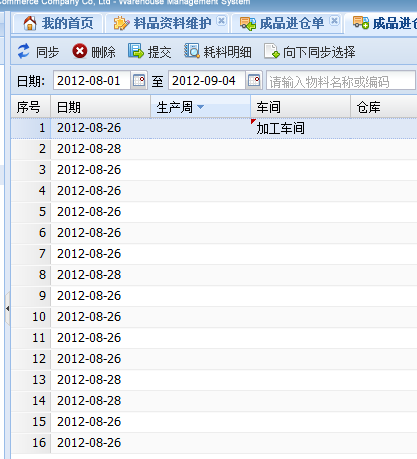 Commerce Company Co, Ltd - Warehouse Management System
我的首页 料品资料维护 成品进仓单 成品进
同步 删除 提交 耗料明细 向下同步选择
日期: 2012-08-01 至 2012-09-04 请输入物料名称或编码
序号 日期 生产周 车间 仓库
1 2012-08-26 加工车间
2 2012-08-28
3 2012-08-26
4 2012-08-26
5 2012-08-26
6 2012-08-26
7 2012-08-26
8 2012-08-28
9 2012-08-26
10 2012-08-26
11 2012-08-26
12 2012-08-26
13 2012-08-28
14 2012-08-28
15 2012-08-26
16 2012-08-26